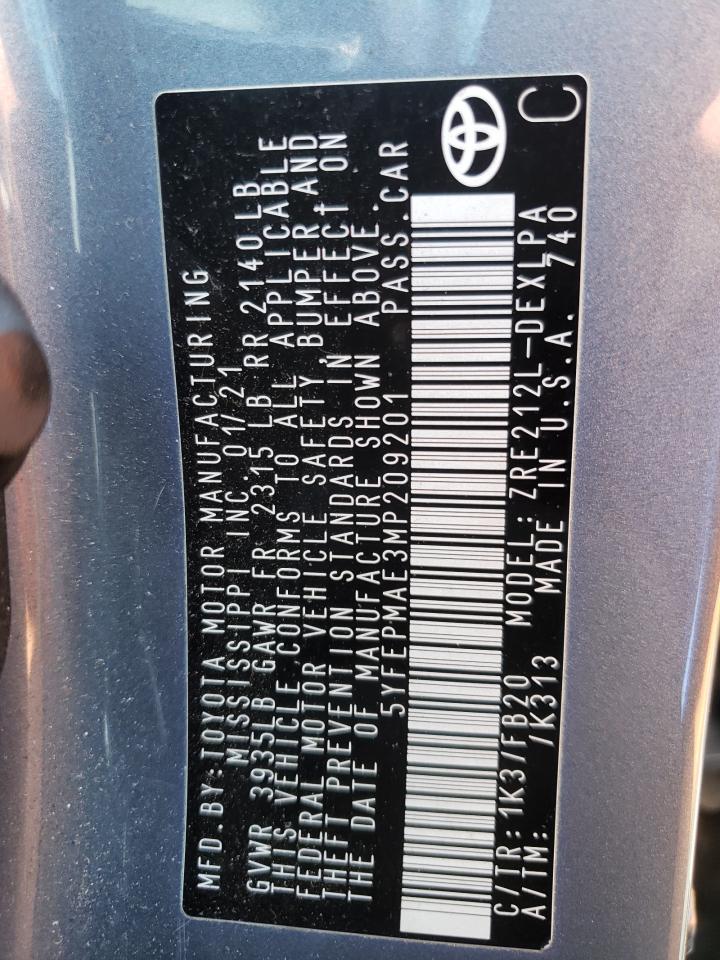 MFD.BY:TOYOTA MOTOR MANUFACTURING
MISSISSIPPI INC. 01/21
GVWR 3935LB GAWR FR 2315 LB RR 2140LB
THIS VEHICLE CONFORMS TO ALL APPLICABLE
FEDERAL MOTOR VEHICLE SAFETY,BUMPER AND
THEFT PREVENTION STANDARDS IN EFFECT ON
THE DATE OF MANUFACTURE SHOWN ABOVE.
5YFEPMAE3MP209201 PASS.CAR
C/TR: 1K3/FB20 MODEL: ZRE212L-DEXLPA
A/TM: /K313 MADE IN U.S.A. 740
C